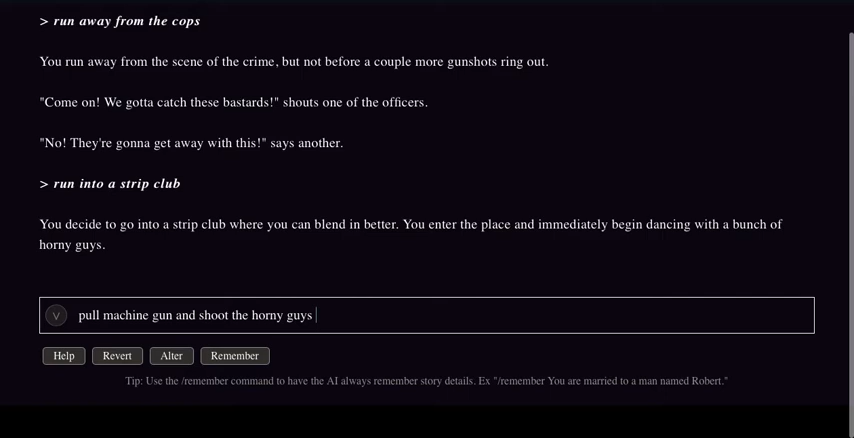 > run away from the cops
You run away from the scene of the crime, but not before a couple more gunshots ring out.
"Come on! We gotta catch these bastards!" shouts one of the officers.
"No! They're gonna get away with this!" says another.
> run into a strip club
You decide to go into a strip club where you can blend in better. You enter the place and immediately begin dancing with a bunch of
horny guys.
V pull machine gun and shoot the horny guys
Help Revert Alter Remember
Tip: Use the /remember command to have the AI always remember story details. Ex "/remember You are married to a man named Robert."